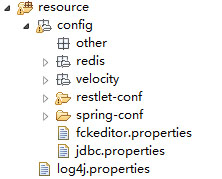 resource
config
other
redis
velocity
restlet-conf
spring-conf
fckeditor.properties
jdbc.properties
log4j.properties